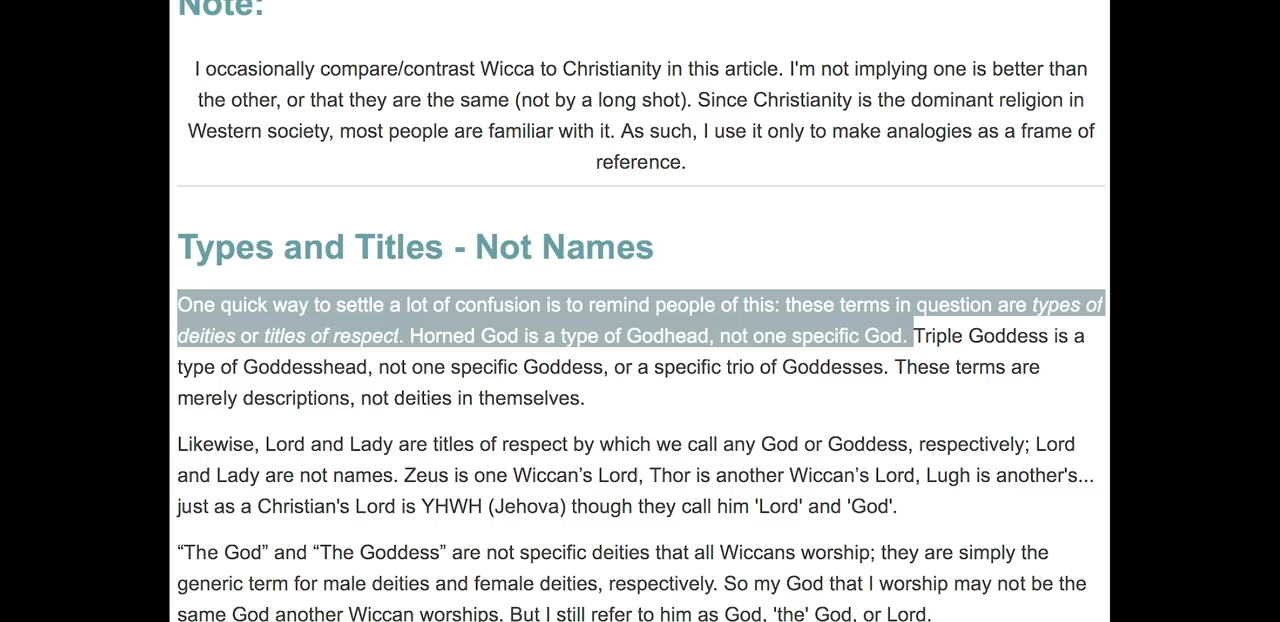 Note:
I occasionally compare/contrast Wicca to Christianity in this article. I'm not implying one is better than
the other, or that they are the same (not by a long shot). Since Christianity is the dominant religion in
Western society, most people are familiar with it. As such, I use it only to make analogies as a frame of
reference.
Types and Titles - Not Names
One quick way to settle a lot of confusion is to remind people of this: these terms in question are types of
deities or titles of respect. Horned God is a type of Godhead, not one specific God. Triple Goddess is a
type of Goddesshead, not one specific Goddess, or a specific trio of Goddesses. These terms are
merely descriptions, not deities in themselves.
Likewise, Lord and Lady are titles of respect by which we call any God or Goddess, respectively; Lord
and Lady are not names. Zeus is one Wiccan’s Lord, Thor is another Wiccan’s Lord, Lugh is another's...
just as a Christian's Lord is YHWH (Jehova) though they call him 'Lord' and 'God'.
“The God” and “The Goddess” are not specific deities that all Wiccans worship; they are simply the
generic term for male deities and female deities, respectively. So my God that I worship may not be the
same God another Wiccan worships. But I still refer to him as God, 'the' God, or Lord.